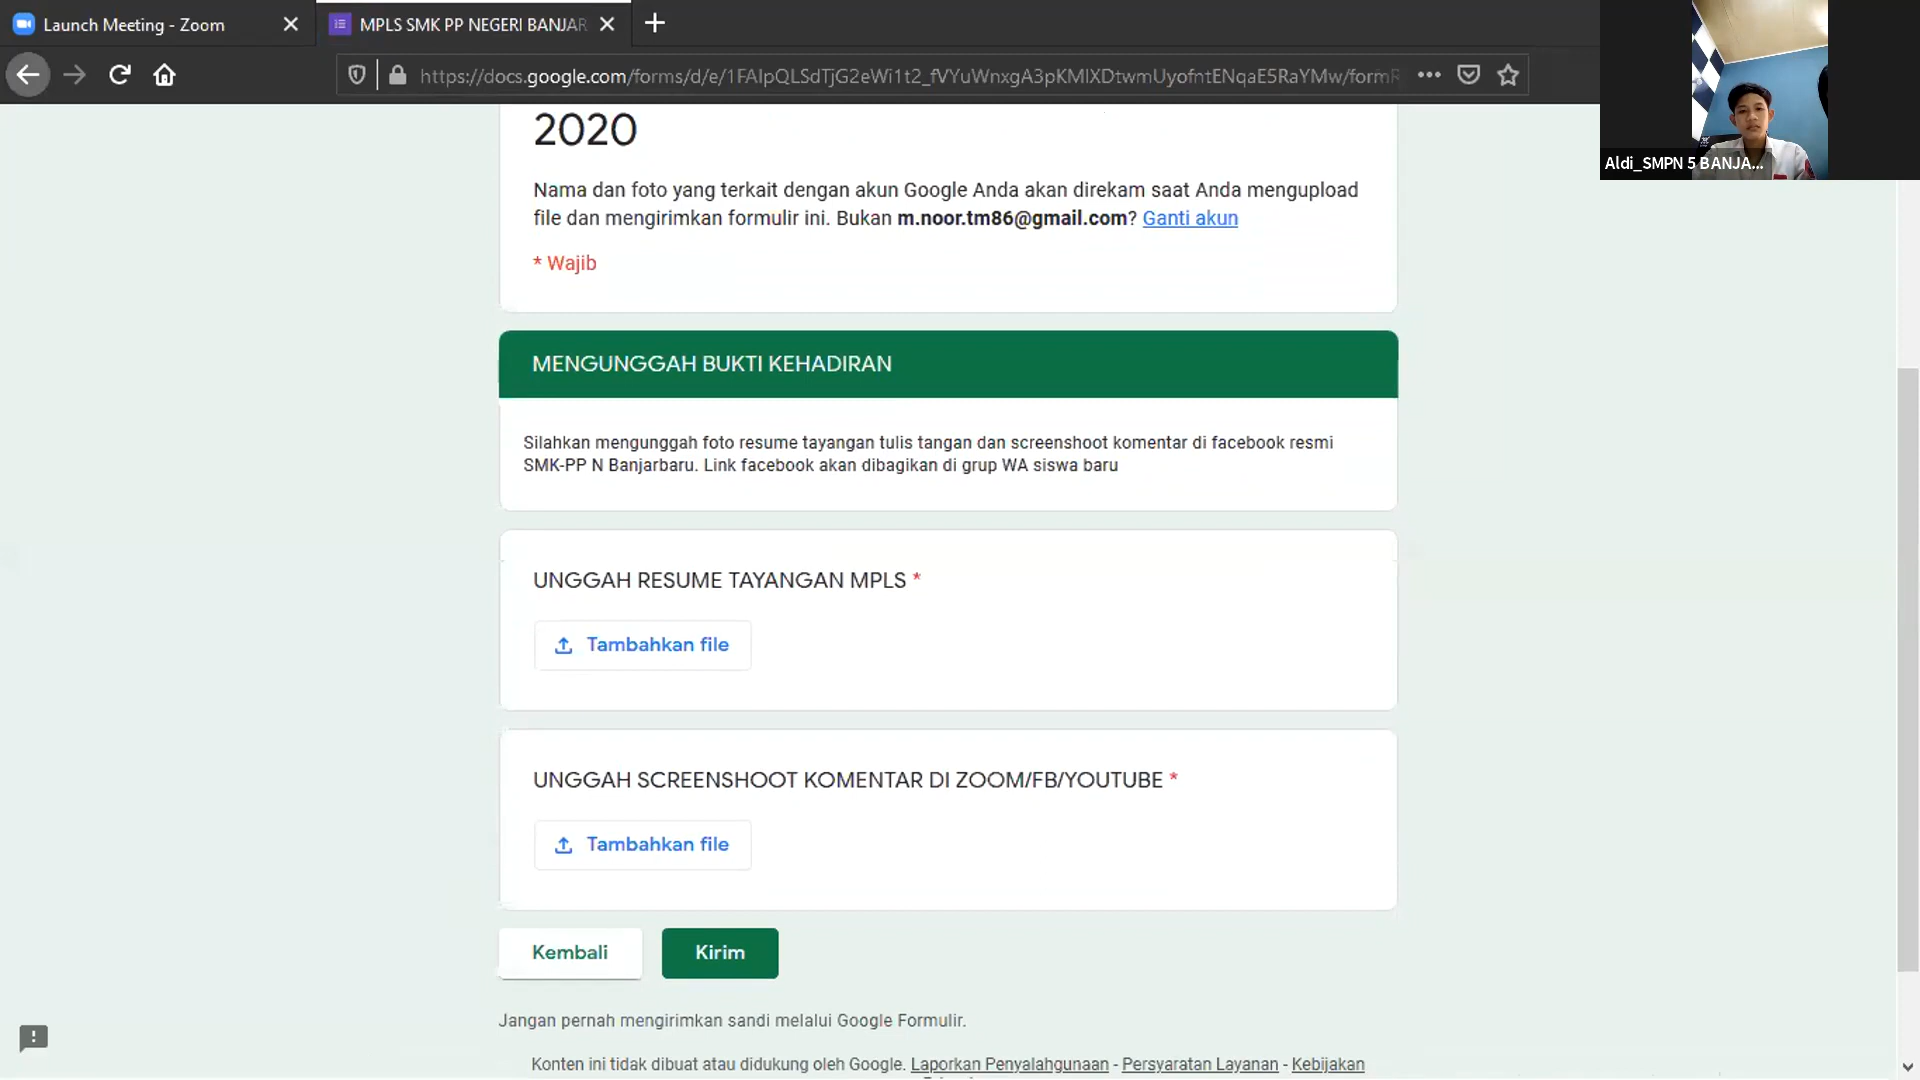 Launch Meeting - Zoom
MPLS SMK PP NEGERI BANJAR
https://docs.google.com/forms/d/e/1FAIpQLSdTjG2eWi1t2_fVYuWnxgA3pKMlXDtwmUyofntENqaE5RaYMw/formR
Aldi_SMPN 5 BANJA...
2020
Nama dan foto yang terkait dengan akun Google Anda akan direkam saat Anda mengupload
file dan mengirimkan formulir ini. Bukan m.noor.tm86@gmail.com? Ganti akun
* Wajib
MENGUNGGAH BUKTI KEHADIRAN
Silahkan mengunggah foto resume tayangan tulis tangan dan screenshoot komentar di facebook resmi
SMK-PP N Banjarbaru. Link facebook akan dibagikan di grup WA siswa baru
UNGGAH RESUME TAYANGAN MPLS *
Tambahkan file
UNGGAH SCREENSHOOT KOMENTAR DI ZOOM/FB/YOUTUBE *
Tambahkan file
Kembali
Kirim
Jangan pernah mengirimkan sandi melalui Google Formulir.
Konten ini tidak dibuat atau didukung oleh Google. Laporkan Penyalahgunaan - Persyaratan Layanan - Kebijakan